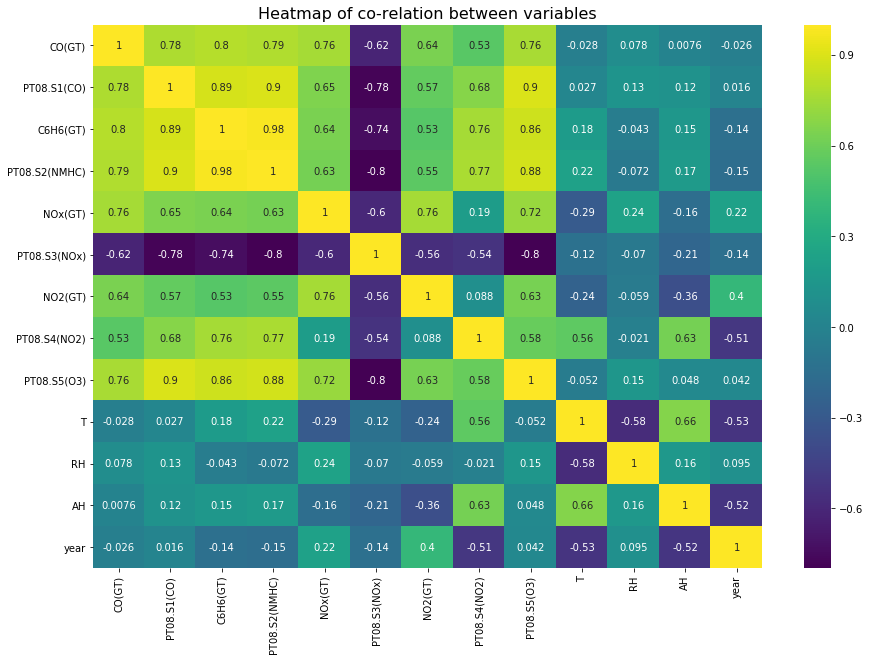 Heatmap of co-relation between variables
CO(GT) 1 0.78 0.8 0.79 0.76 -0.62 0.64 0.53 0.76 -0.028 0.078 0.0076 -0.026
PT08.S1(CO) 0.78 1 0.89 0.9 0.65 -0.78 0.57 0.68 0.9 0.027 0.13 0.12 0.016
C6H6(GT) 0.8 0.89 1 0.98 0.64 -0.74 0.53 0.76 0.86 0.18 -0.043 0.15 -0.14
PT08.S2(NMHC) 0.79 0.9 0.98 1 0.63 -0.8 0.55 0.77 0.88 0.22 -0.072 0.17 -0.15
NOx(GT) 0.76 0.65 0.64 0.63 1 -0.6 0.76 0.19 0.72 -0.29 0.24 -0.16 0.22
PT08.S3(NOx) -0.62 -0.78 -0.74 -0.8 -0.6 1 -0.56 -0.54 -0.8 -0.12 -0.07 -0.21 -0.14
NO2(GT) 0.64 0.57 0.53 0.55 0.76 -0.56 1 0.088 0.63 -0.24 -0.059 -0.36 0.4
PT08.S4(NO2) 0.53 0.68 0.76 0.77 0.19 -0.54 0.088 1 0.58 0.56 -0.021 0.63 -0.51
PT08.S5(O3) 0.76 0.9 0.86 0.88 0.72 -0.8 0.63 0.58 1 -0.052 0.15 0.048 0.042
T -0.028 0.027 0.18 0.22 -0.29 -0.12 -0.24 0.56 -0.052 1 -0.58 0.66 -0.53
RH 0.078 0.13 -0.043 -0.072 0.24 -0.07 -0.059 -0.021 0.15 -0.58 1 0.16 0.095
AH 0.0076 0.12 0.15 0.17 -0.16 -0.21 -0.36 0.63 0.048 0.66 0.16 1 -0.52
year -0.026 0.016 -0.14 -0.15 0.22 -0.14 0.4 -0.51 0.042 -0.53 0.095 -0.52 1
CO(GT)
PT08.S1(CO)
C6H6(GT)
PT08.S2(NMHC)
NOx(GT)
PT08.S3(NOx)
NO2(GT)
PT08.S4(NO2)
PT08.S5(O3)
T
RH
AH
year
0.9
0.6
0.3
0.0
-0.3
-0.6